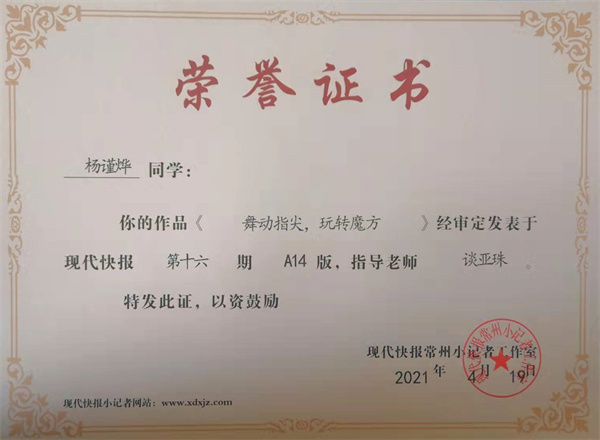 荣誉证书
杨谨烨 同学：
你的作品《 舞动指尖，玩转魔方 》经审定发表于
现代快报 第十六 期 A14 版，指导老师 谈亚珠
特发此证，以资鼓励
现代快报常州小记者工作室
2021 年 4 月 19日
现代快报小记者网站：www.xdxjz.com